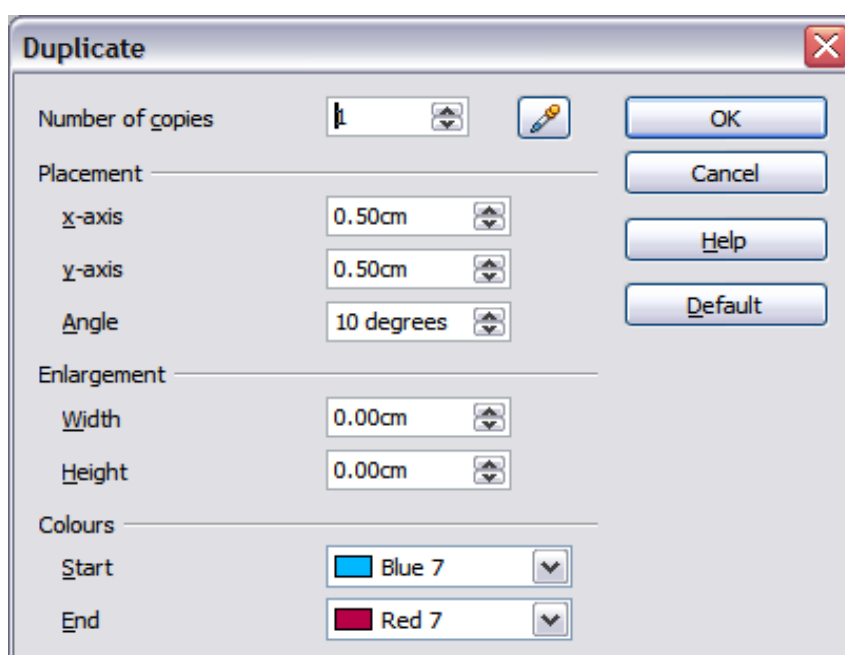 Duplicate
Number of copies 1 OK
Placement Cancel
x-axis 0.50cm Help
y-axis 0.50cm
Angle 10 degrees Default
Enlargement
Width 0.00cm
Height 0.00cm
Colours
Start Blue 7
End Red 7